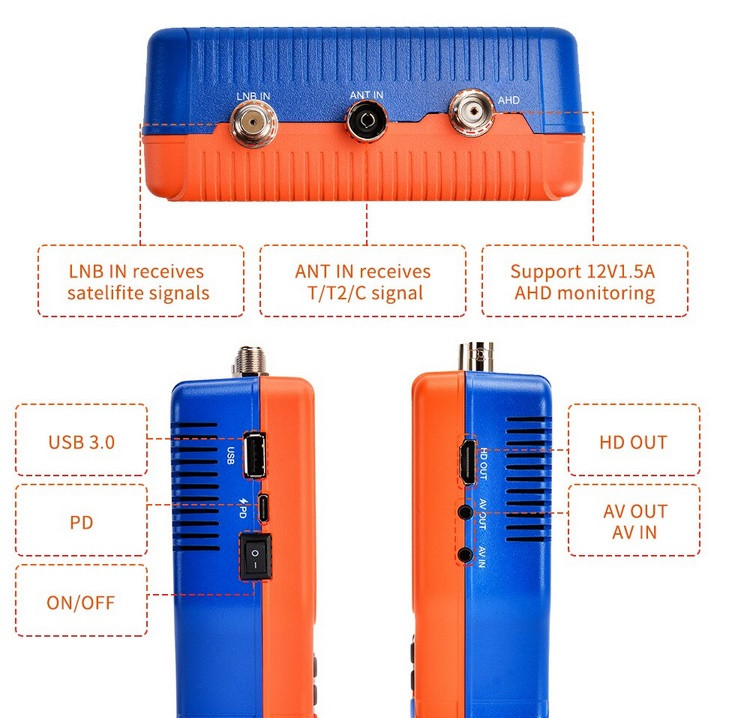 LNB IN
ANT IN
AHD
LNB IN receives
satelifite signals
ANT IN receives
T/T2/C signal
Support 12V1.5A
AHD monitoring
USB 3.0
PD
ON/OFF
USB
PD
O
I
HD OUT
AV OUT
AV IN
HD OUT
AV OUT
AV IN